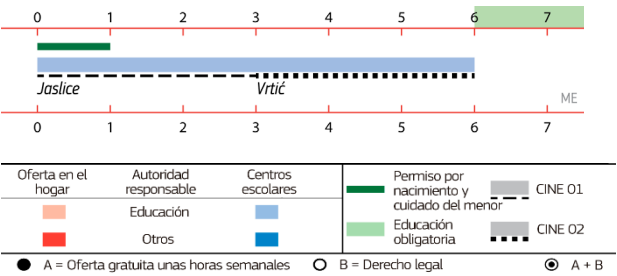 0 1 2 3 4 5 6 7
Jaslice Vrtić
ME
0 1 2 3 4 5 6 7
Oferta en el hogar Autoridad responsable Centros escolares
Educación
Otros
Permiso por nacimiento y cuidado del menor
Educación obligatoria
CINE 01
CINE 02
A = Oferta gratuita unas horas semanales B = Derecho legal A + B